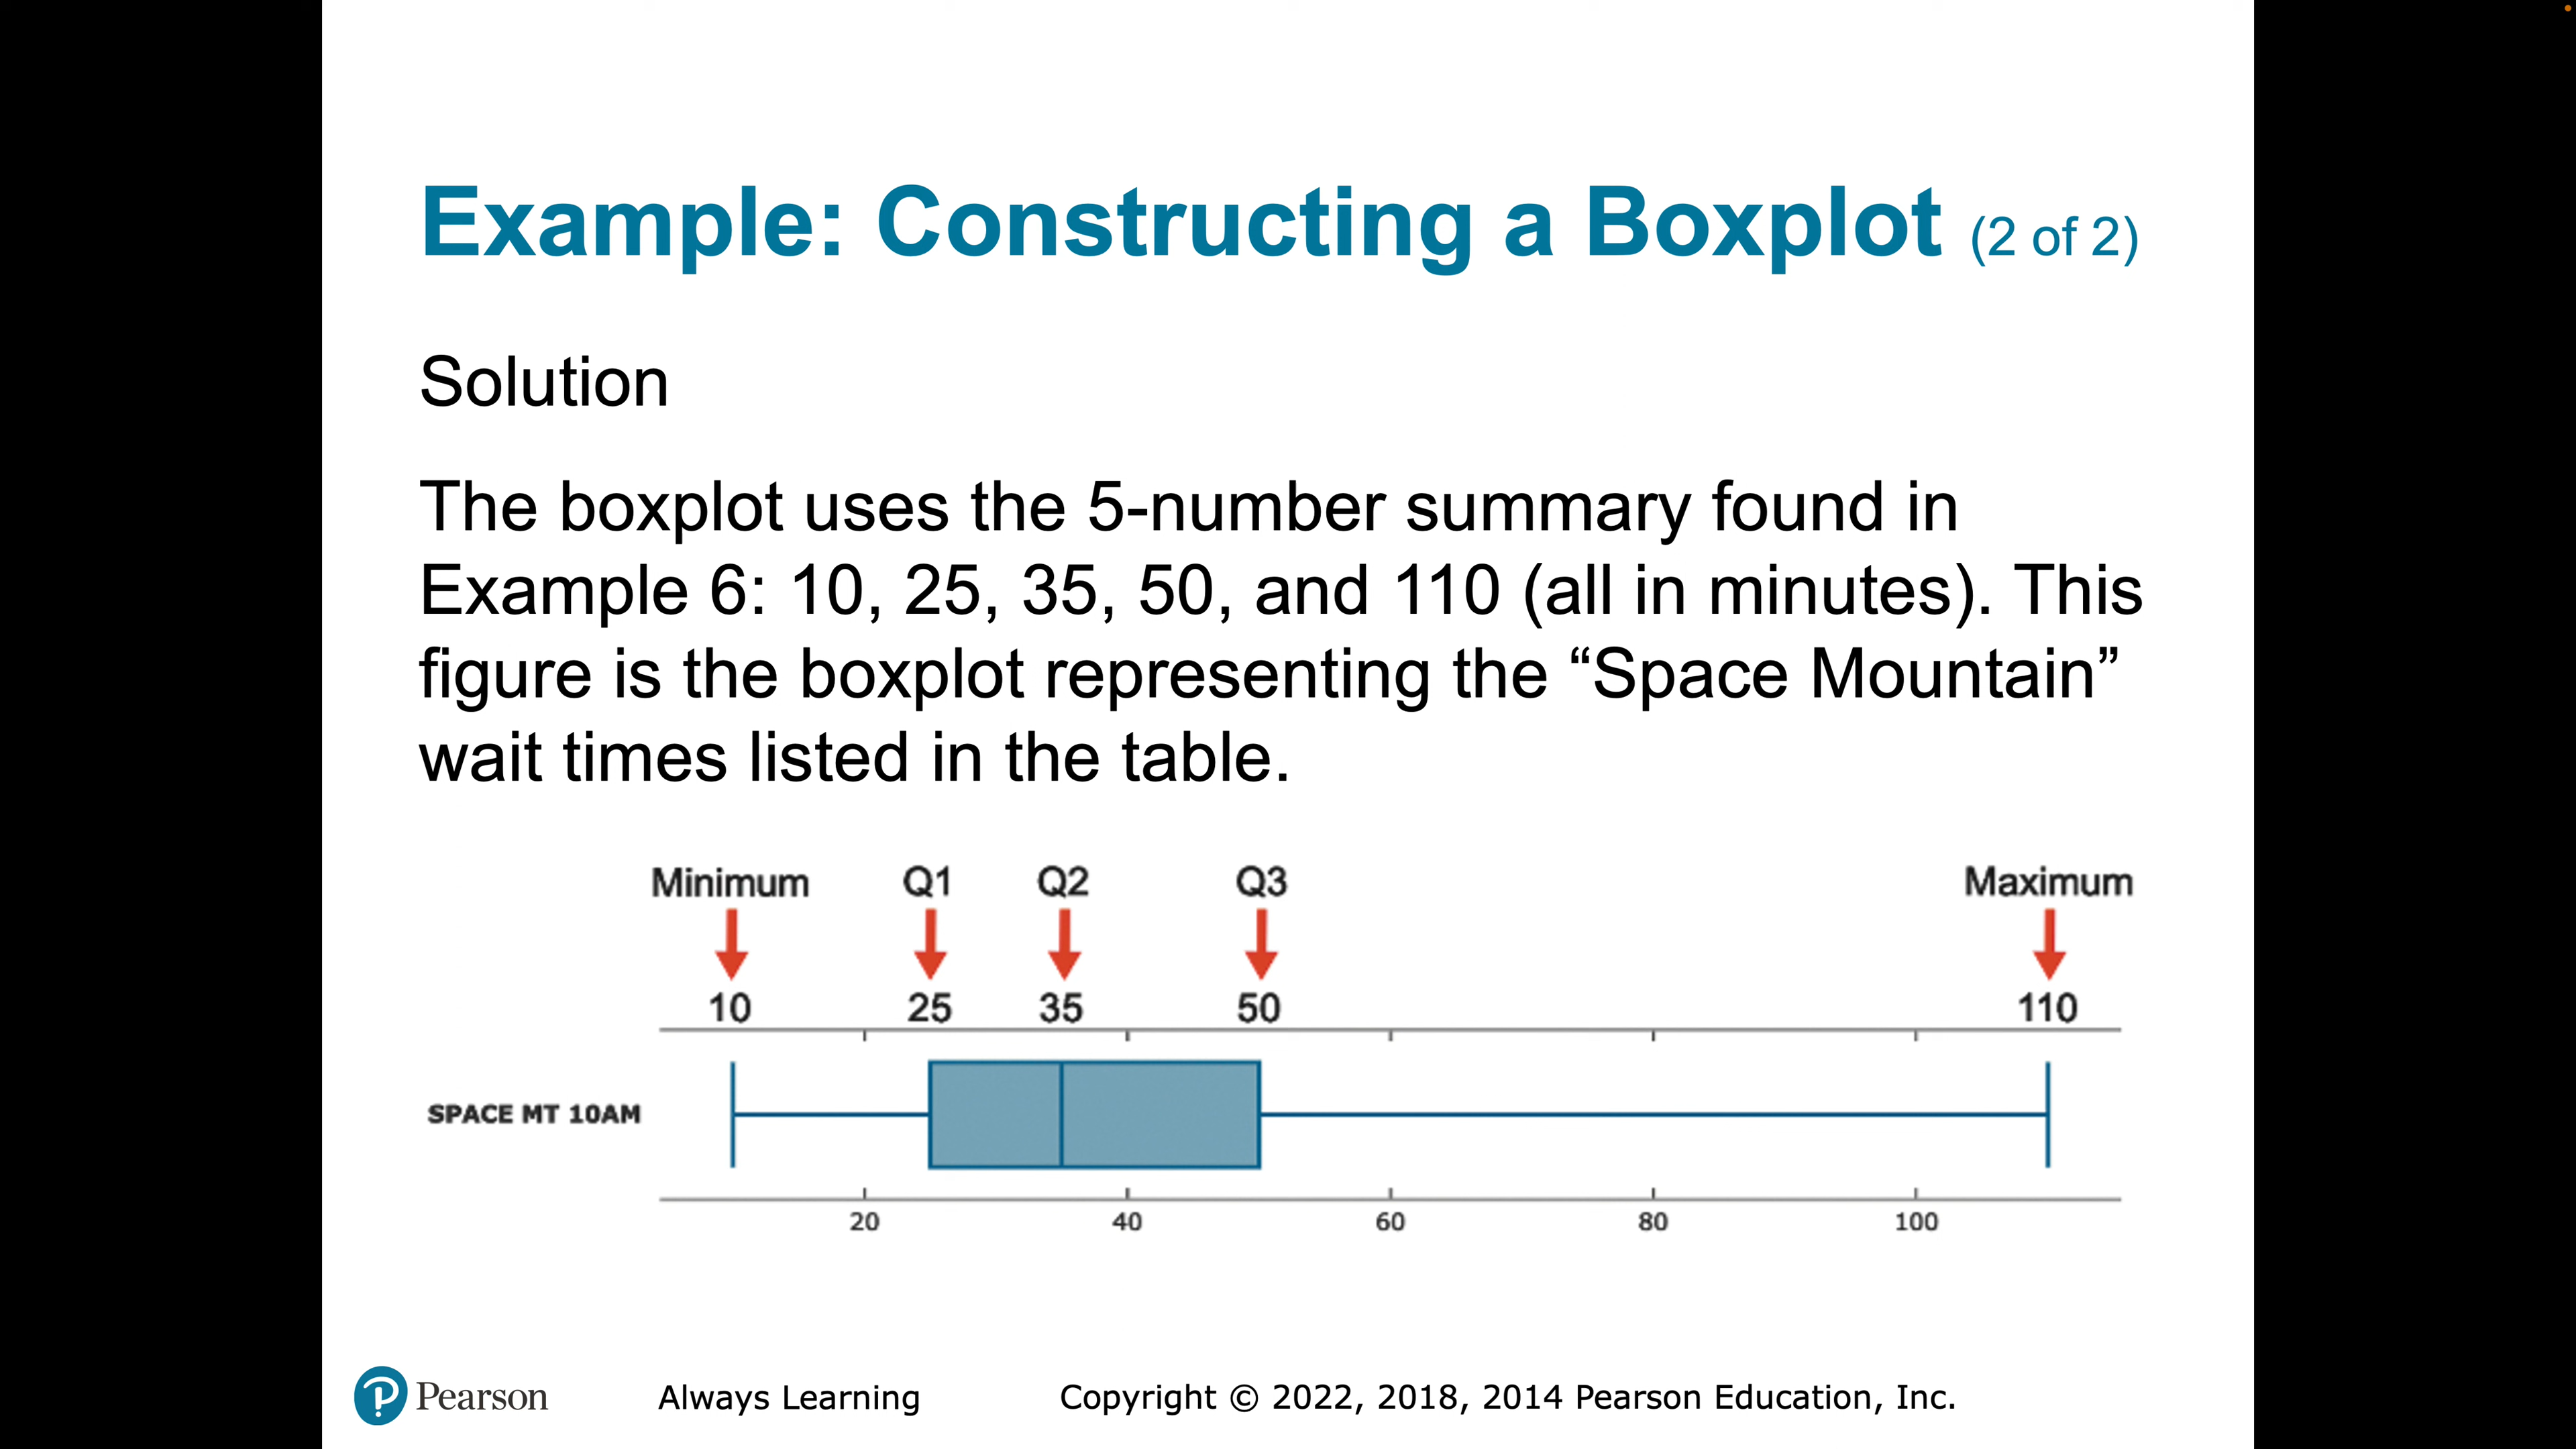 Example: Constructing a Boxplot (2 of 2)
Solution
The boxplot uses the 5-number summary found in
Example 6: 10, 25, 35, 50, and 110 (all in minutes). This
figure is the boxplot representing the “Space Mountain”
wait times listed in the table.
Minimum Q1 Q2 Q3 Maximum
10 25 35 50 110
SPACE MT 10AM
20 40 60 80 100
Pearson Always Learning Copyright © 2022, 2018, 2014 Pearson Education, Inc.